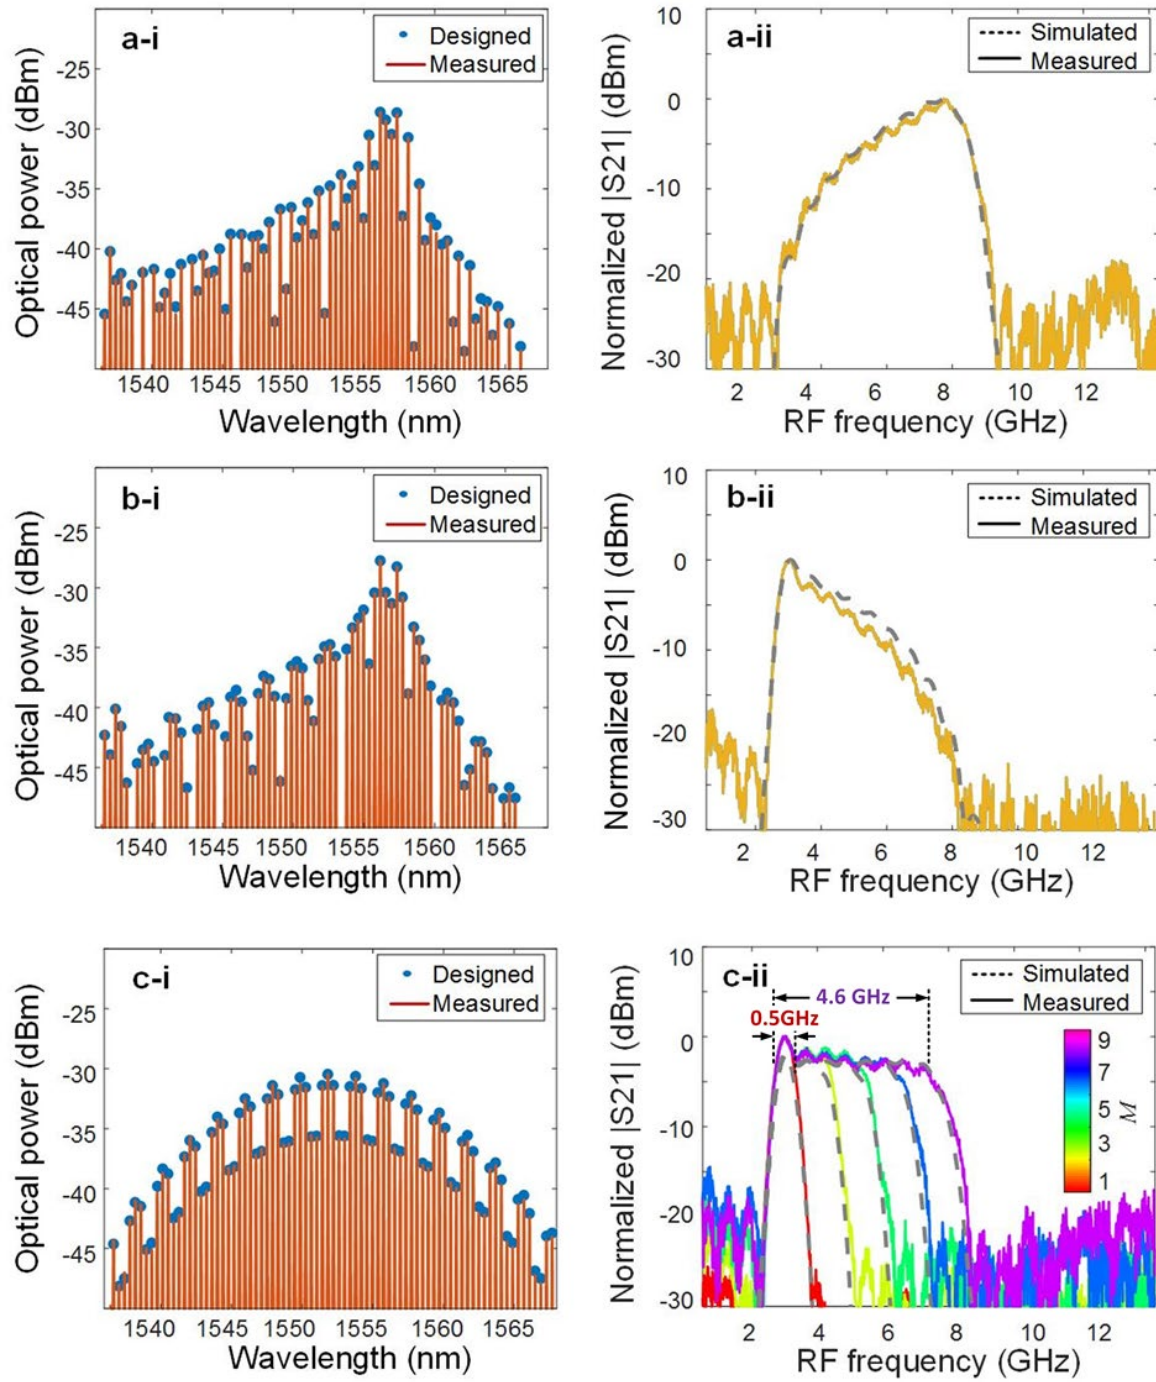 a-i
Designed
Measured
-25
-30
-35
-40
-45
Optical power (dBm)
1540 1545 1550 1555 1560 1565
Wavelength (nm)
a-ii
Simulated
Measured
10
0
-10
-20
-30
Normalized |S21| (dBm)
2 4 6 8 10 12
RF frequency (GHz)
b-i
Designed
Measured
-25
-30
-35
-40
-45
Optical power (dBm)
1540 1545 1550 1555 1560 1565
Wavelength (nm)
b-ii
Simulated
Measured
10
0
-10
-20
-30
Normalized |S21| (dBm)
2 4 6 8 10 12
RF frequency (GHz)
c-i
Designed
Measured
-25
-30
-35
-40
-45
Optical power (dBm)
1540 1545 1550 1555 1560 1565
Wavelength (nm)
c-ii
Simulated
Measured
4.6 GHz
0.5GHz
9
7
5
3
1
M
10
0
-10
-20
-30
Normalized |S21| (dBm)
2 4 6 8 10 12
RF frequency (GHz)